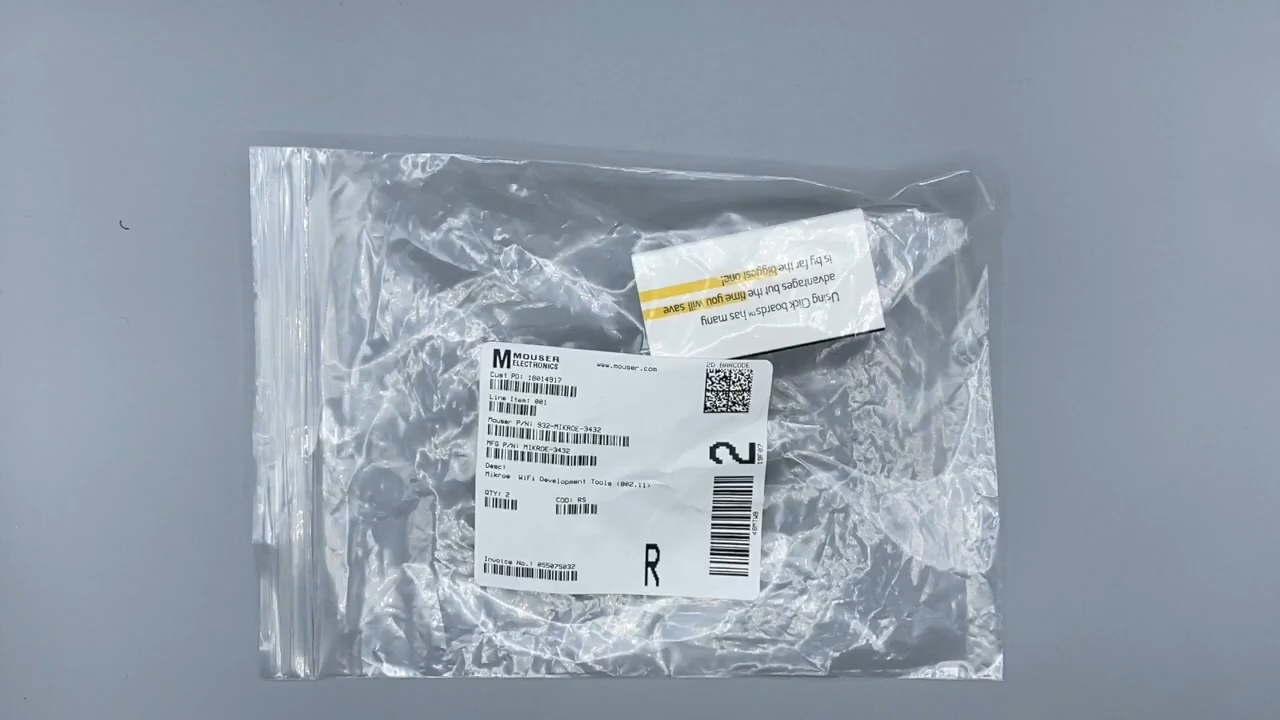 Using Click boards™ has many
advantages but the time you will save
is by far the biggest one!
MOUSER
ELECTRONICS
www.mouser.com
2D BARCODE
Cust PO: 18014917
Line Item: 001
Mouser P/N: 932-MIKROE-3432
MFG P/N: MIKROE-3432
Desc:
Mikroe WiFi Development Tools (802.11)
QTY: 2
COO: RS
Invoice No.: 055075032
R
2